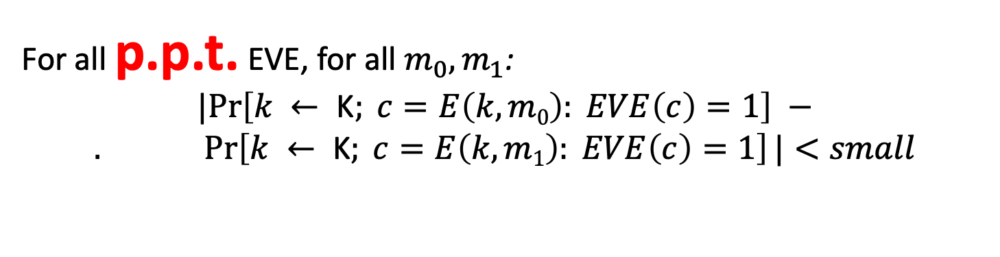 For all p.p.t. EVE, for all m₀, m₁:
|Pr[k ← K; c = E(k, m₀): EVE(c) = 1] −
. Pr[k ← K; c = E(k, m₁): EVE(c) = 1]| < small